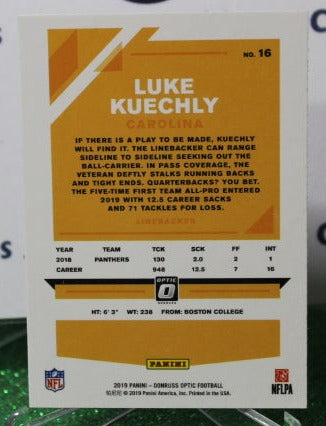 NO. 16
LUKE
KUECHLY
CAROLINA
IF THERE IS A PLAY TO BE MADE, KUECHLY
WILL FIND IT. THE LINEBACKER CAN RANGE
SIDELINE TO SIDELINE SEEKING OUT THE
BALL-CARRIER. IN PASS COVERAGE, THE
VETERAN DEFTLY STALKS RUNNING BACKS
AND TIGHT ENDS. QUARTERBACKS? YOU BET.
THE FIVE-TIME FIRST TEAM ALL-PRO ENTERED
2019 WITH 12.5 CAREER SACKS
AND 71 TACKLES FOR LOSS.
LINEBACKER
YEAR TEAM TCK SCK FF INT
2018 PANTHERS 130 2.0 2 1
CAREER 948 12.5 7 16
OPTIC
DONRUSS
HT: 6' 3" WT: 238 FROM: BOSTON COLLEGE
PANINI
NFL
2019 PANINI – DONRUSS OPTIC FOOTBALL
帕尼尼 © 2019 Panini America, Inc. Printed in the USA.
NFLPA